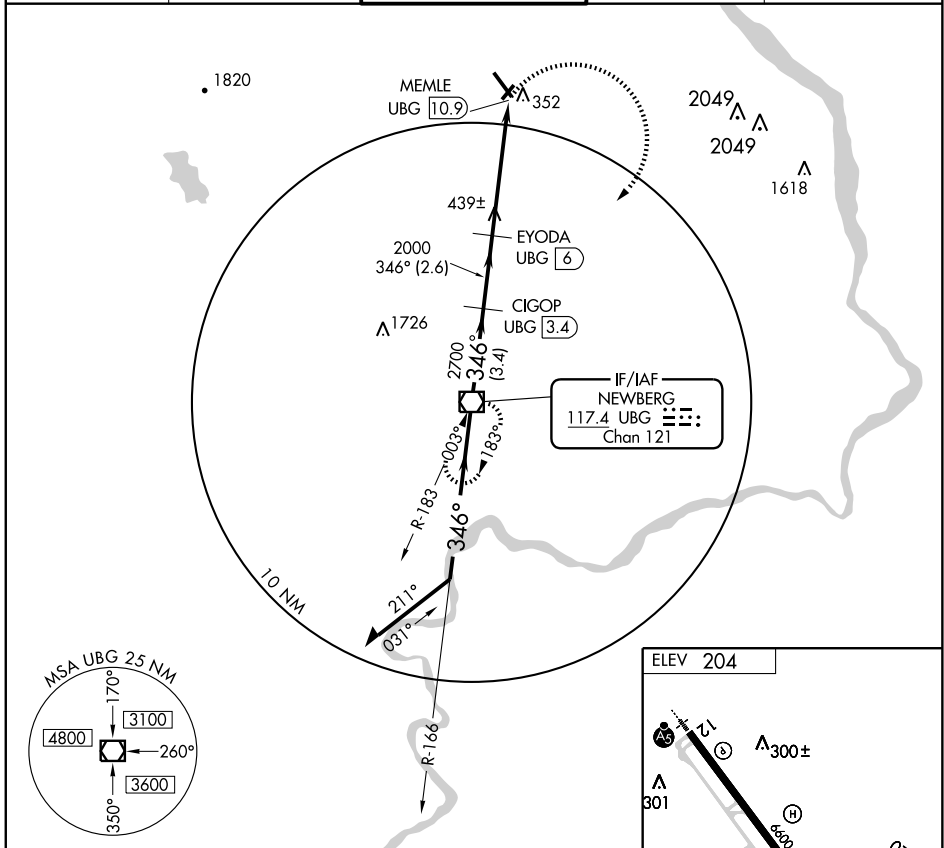 1820
MEMLE
UBG 10.9
352
2049
2049
1618
439±
EYODA
UBG 6
2000
346° (2.6)
CIGOP
UBG 3.4
1726
2700
346°
(3.4)
IF/IAF
NEWBERG
117.4 UBG
Chan 121
003°
183°
R-183
346°
10 NM
211°
031°
R-166
MSA UBG 25 NM
170°
3100
4800
260°
3600
350°
ELEV 204
12
A5
P
300±
301
H
6600